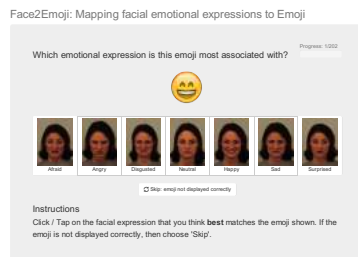 Face2Emoji: Mapping facial emotional expressions to Emoji
Progress: 1/202
Which emotional expression is this emoji most associated with?
Afraid Angry Disgusted Neutral Happy Sad Surprised
Skip: emoji not displayed correctly
Instructions
Click / Tap on the facial expression that you think best matches the emoji shown. If the
emoji is not displayed correctly, then choose 'Skip'.